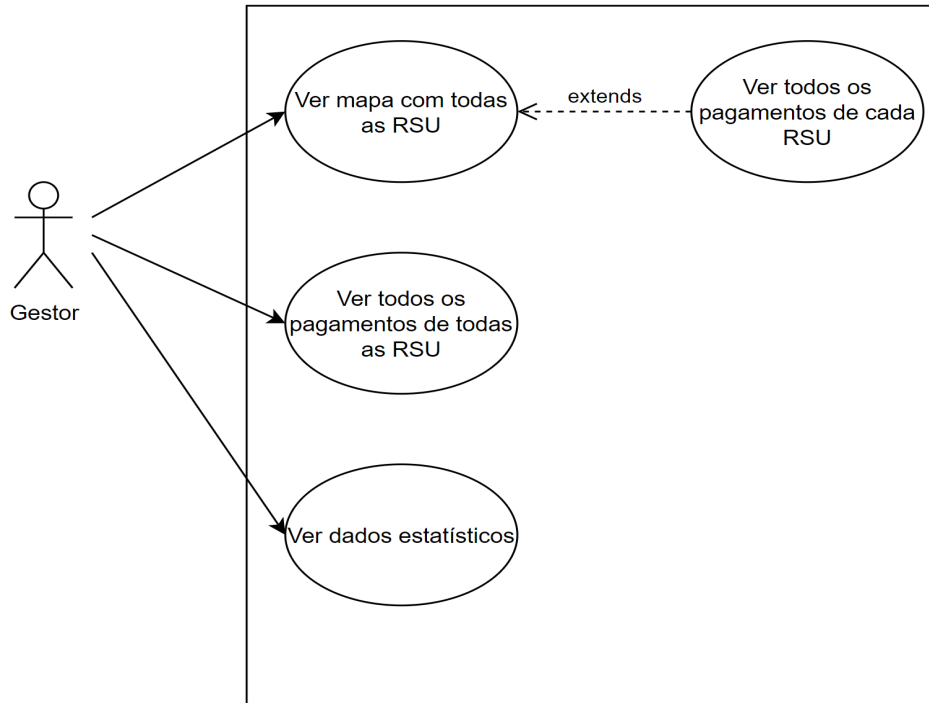 Ver mapa com todas
as RSU
extends
Ver todos os
pagamentos de cada
RSU
Gestor
Ver todos os
pagamentos de todas
as RSU
Ver dados estatísticos